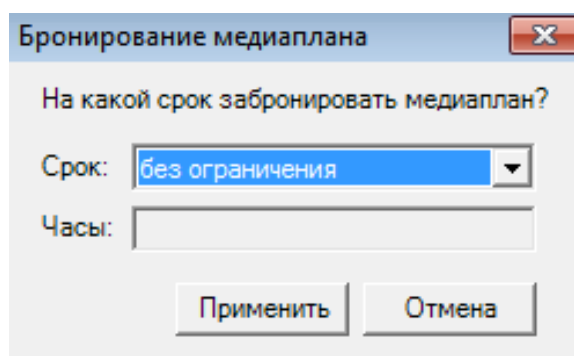 Бронирование медиаплана
На какой срок забронировать медиаплан?
Срок: без ограничения
Часы:
Применить Отмена